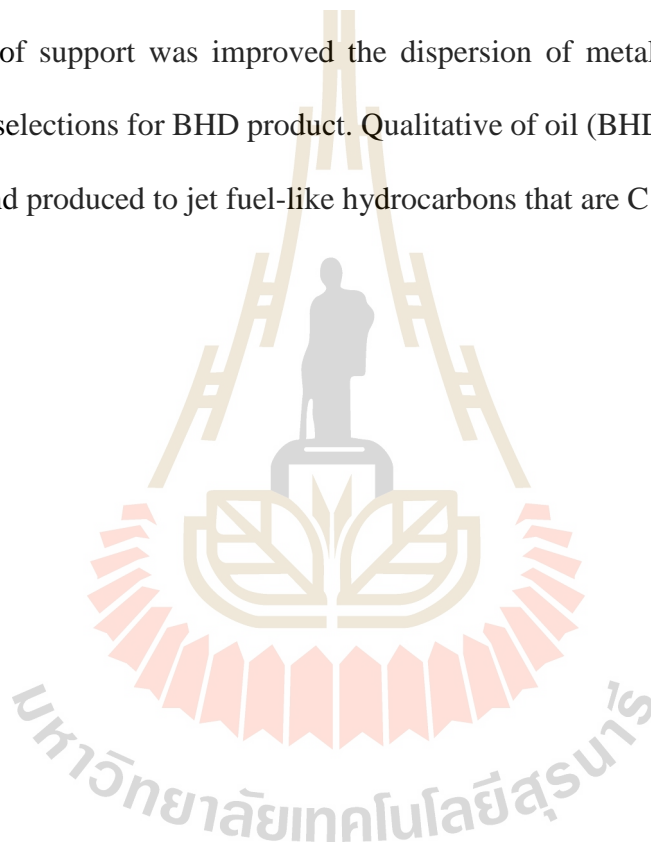 of support was improved the dispersion of metal
selections for BHD product. Qualitative of oil (BHD
nd produced to jet fuel-like hydrocarbons that are C
มหาวิทยาลัยเทคโนโลยีสุรนารี